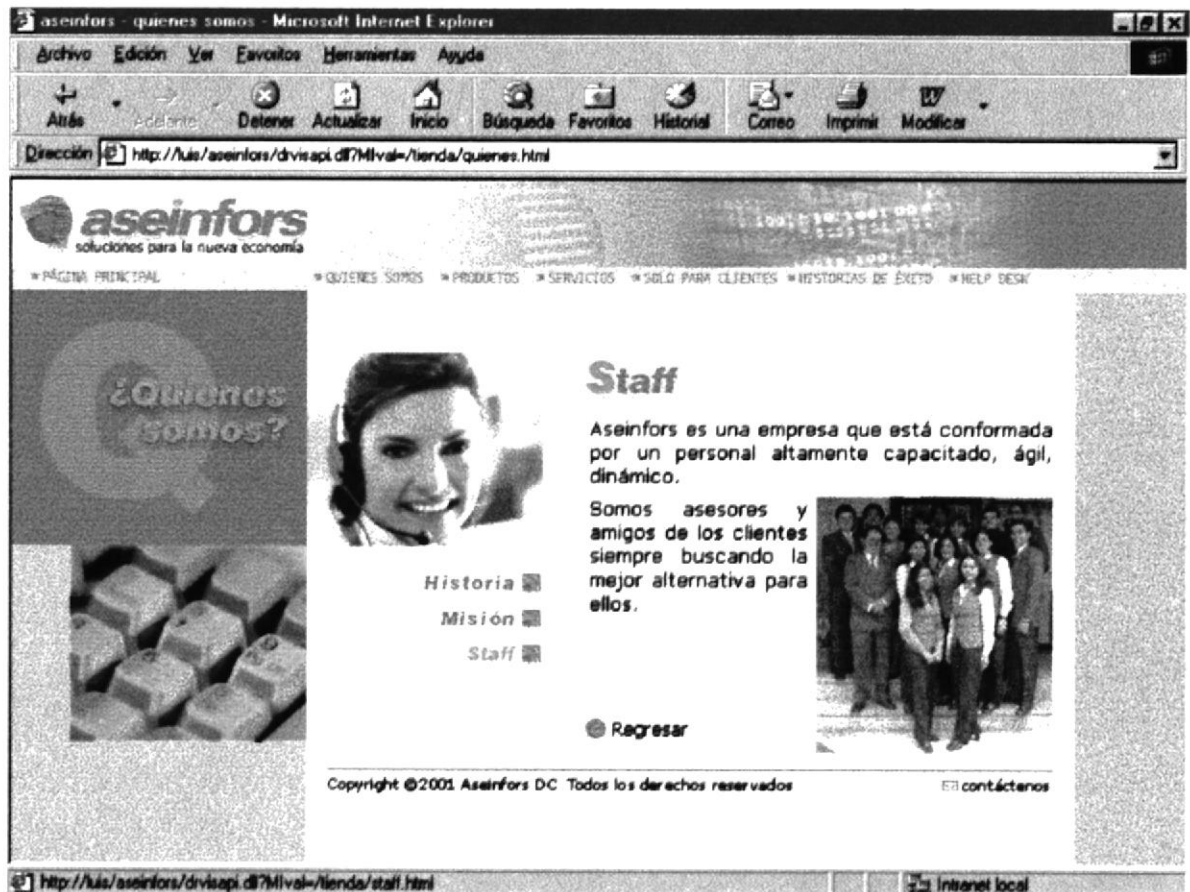 aseinfors - quienes somos - Microsoft Internet Explorer
Archivo Edición Ver Favoritos Herramientas Ayuda
Atrás Adelante Detener Actualizar Inicio Búsqueda Favoritos Historial Correo Imprimir Modificar
Dirección http://luis/aseinfors/drvisapi.dll?MIval=/tienda/quienes.html
aseinfors
soluciones para la nueva economía
PÁGINA PRINCIPAL QUIENES SOMOS PRODUCTOS SERVICIOS SOLO PARA CLIENTES HISTORIAS DE ÉXITO HELP DESK
Q
¿Quienes
somos?
Staff
Aseinfors es una empresa que está conformada
por un personal altamente capacitado, ágil,
dinámico.
Somos asesores y
amigos de los clientes
siempre buscando la
mejor alternativa para
ellos.
Historia
Misión
Staff
Regresar
Copyright ©2001 Aseinfors DC Todos los derechos reservados contáctenos
http://luis/aseinfors/drvisapi.dll?MIval=/tienda/staff.html Intranet local